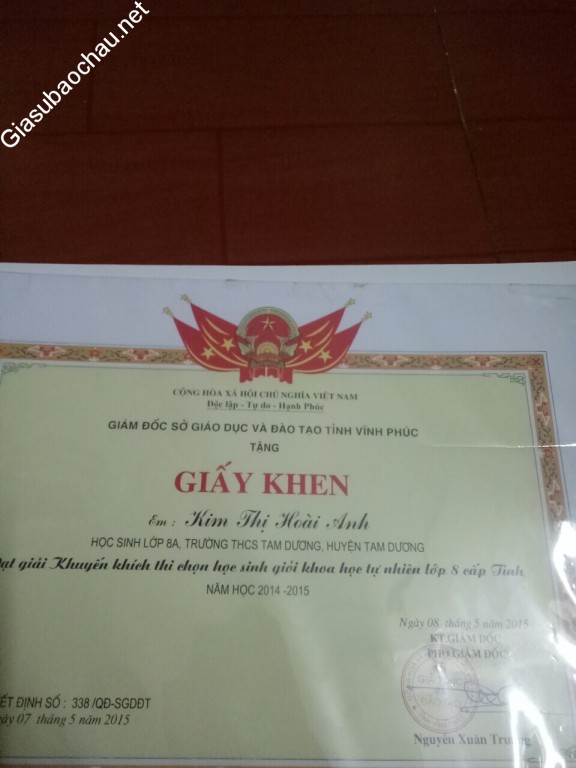 Giasubaochau.net
CỘNG HÒA XÃ HỘI CHỦ NGHĨA VIỆT NAM
Độc lập - Tự do - Hạnh Phúc
GIÁM ĐỐC SỞ GIÁO DỤC VÀ ĐÀO TẠO TỈNH VĨNH PHÚC
TẶNG
GIẤY KHEN
Em : Kim Thị Hoài Anh
HỌC SINH LỚP 8A, TRƯỜNG THCS TAM DƯƠNG, HUYỆN TAM DƯƠNG
ạt giải Khuyến khích thi chọn học sinh giỏi khoa học tự nhiên lớp 8 cấp Tỉnh
NĂM HỌC 2014 -2015
Ngày 08 tháng 5 năm 2015
KT.GIÁM ĐỐC
PHÓ GIÁM ĐỐC
ẾT ĐỊNH SỐ : 338 /QĐ-SGDĐT
ày 07 tháng 5 năm 2015
Nguyễn Xuân Trường